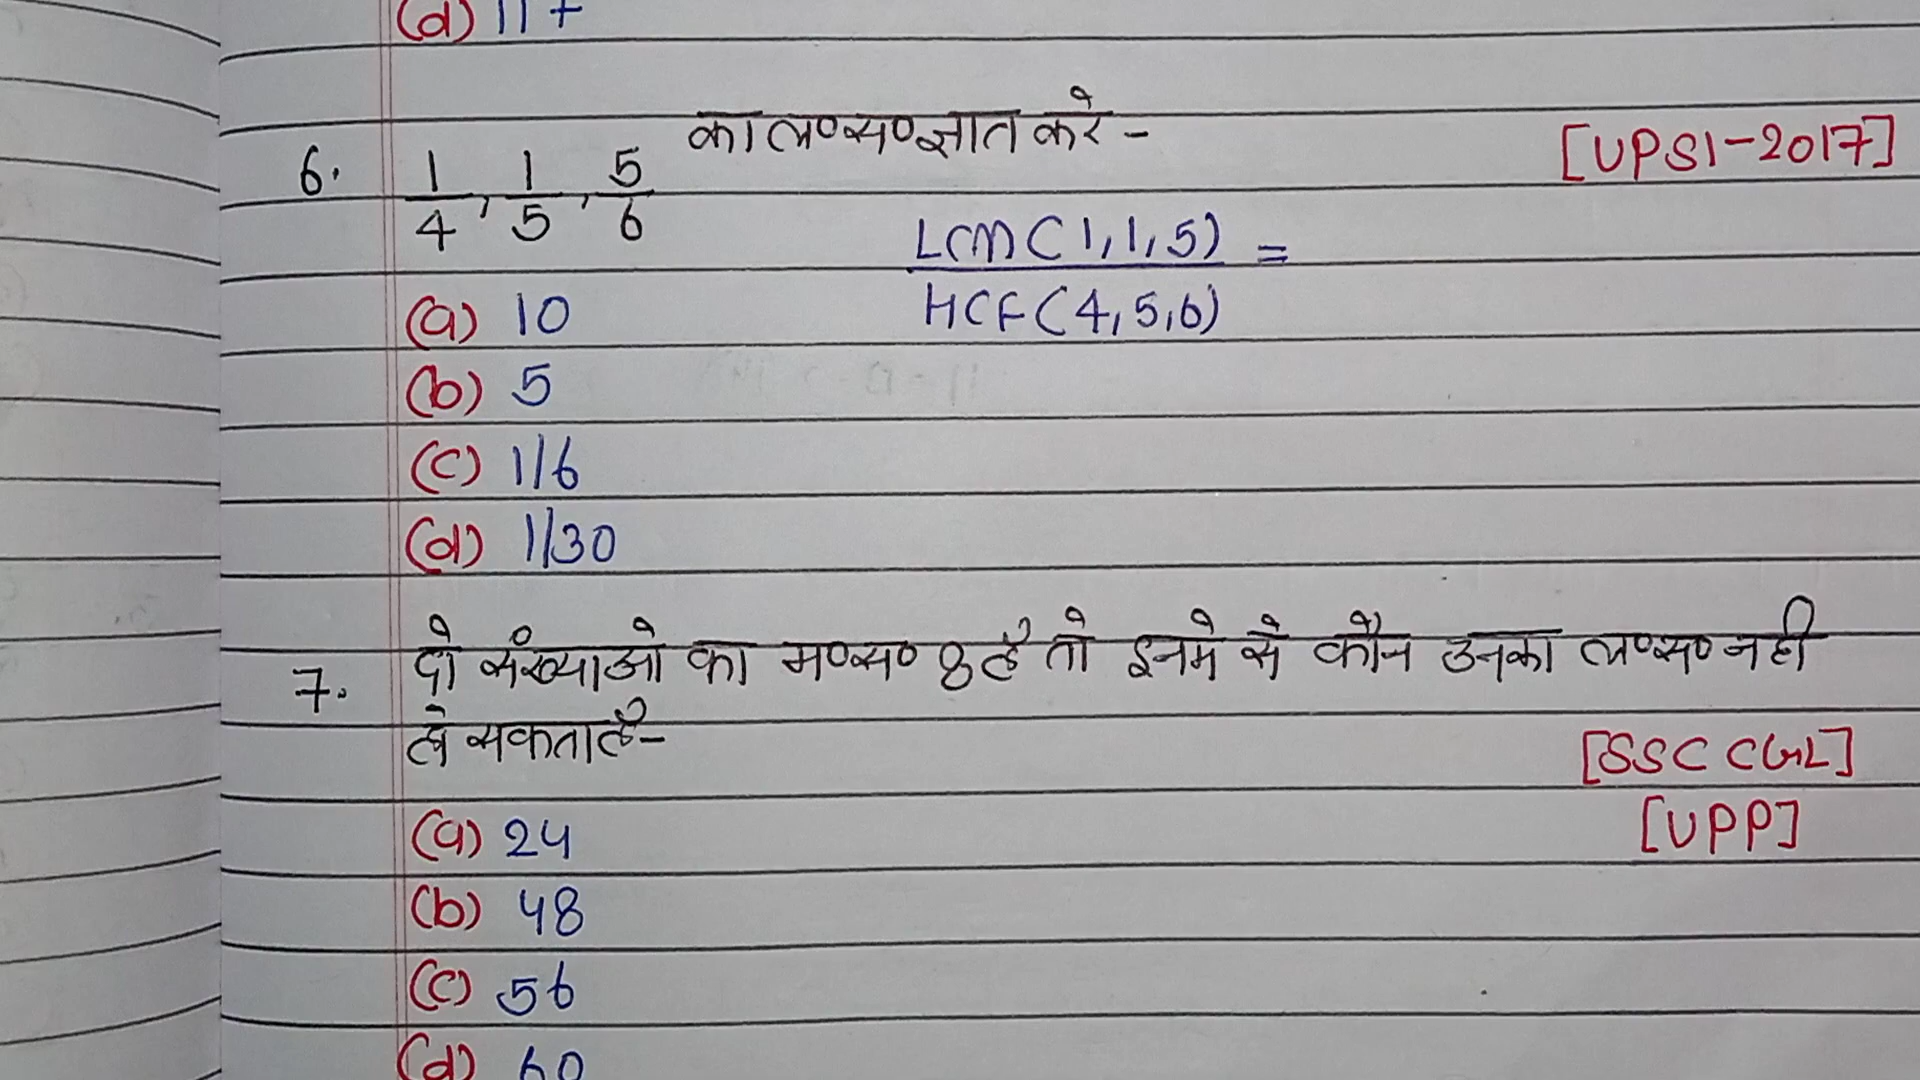 (d) 117
का ल०स० ज्ञात करे -
6. 1/4, 1/5, 5/6
[UPSI-2017]
LCM(1,1,5) =
HCF(4,5,6)
(a) 10
(b) 5
(c) 1/6
(d) 1/30
7. दो संख्याओ का म०स० 8 है तो इनमे से कौन उनका ल०स० नही
हो सकता है-
[SSC CGL]
[UPP]
(a) 24
(b) 48
(c) 56
(d) 60